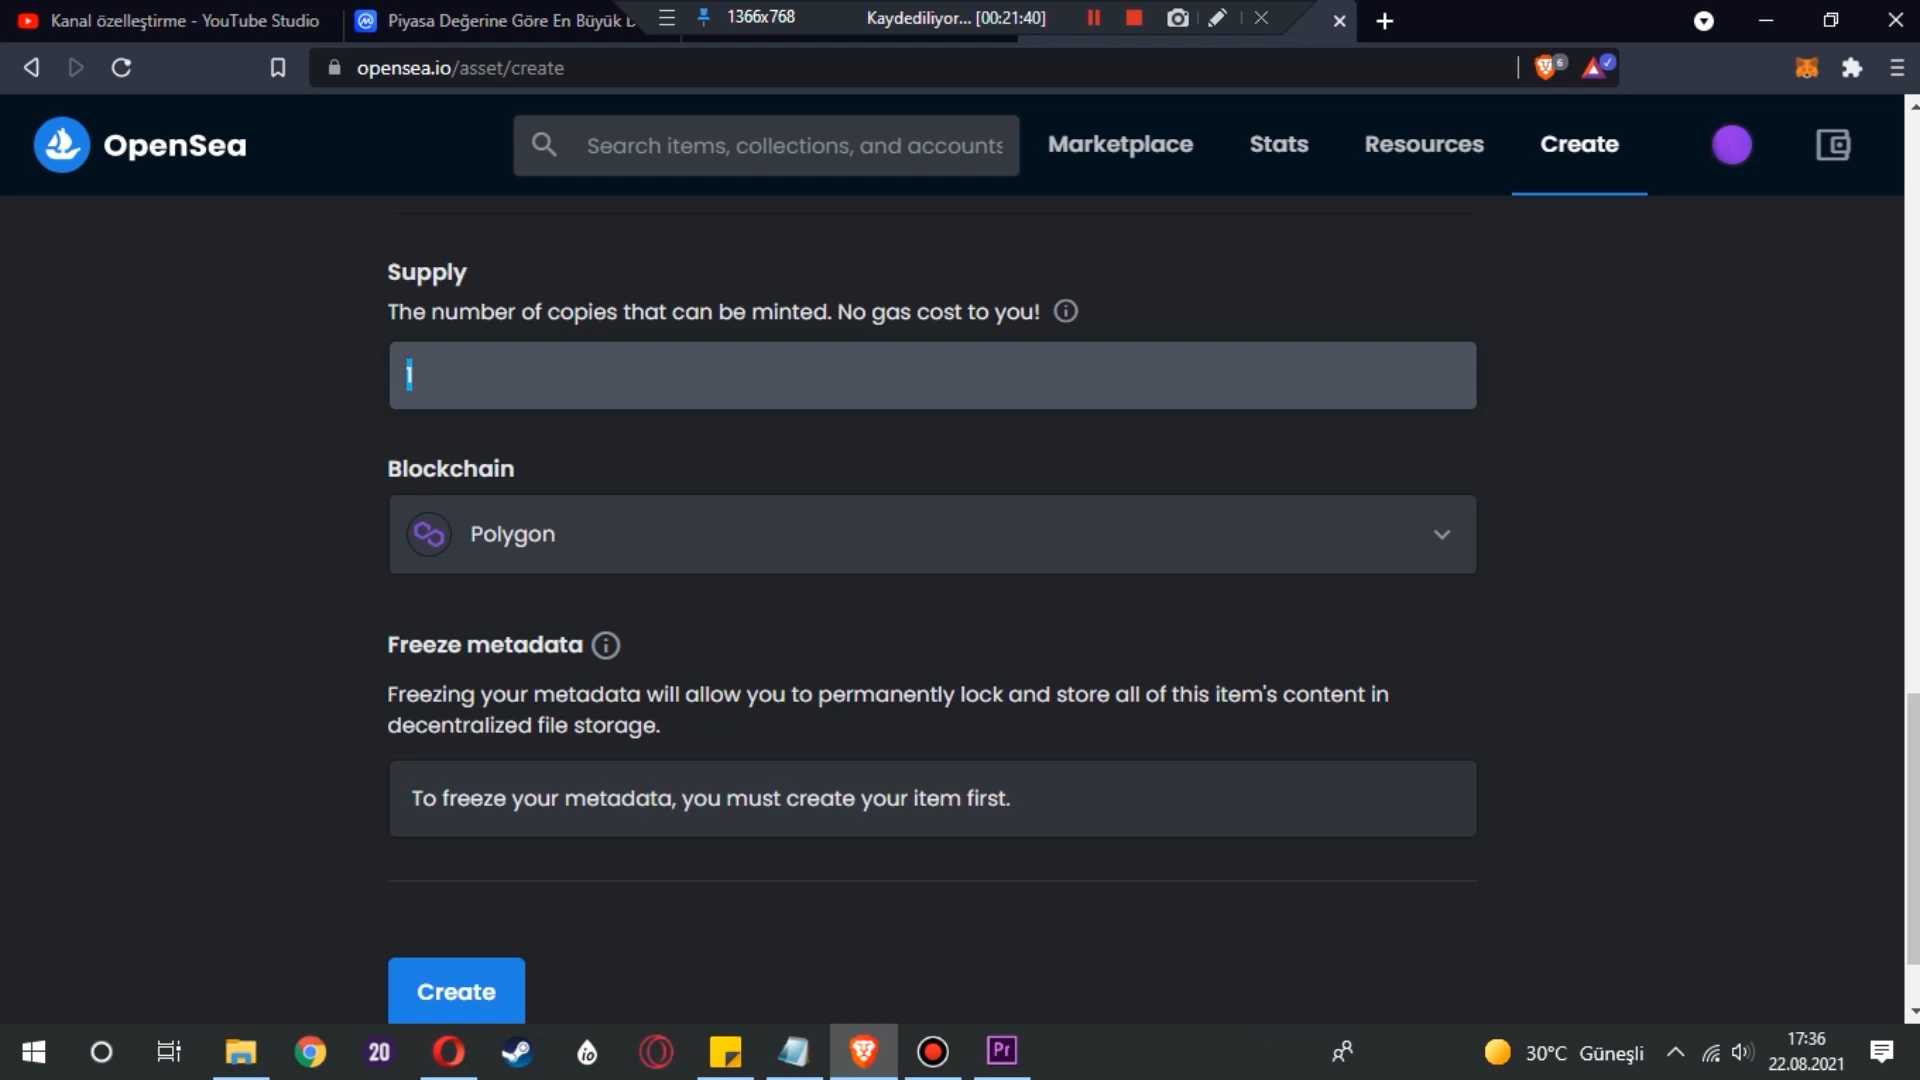 Kanal özelleştirme - YouTube Studio
Piyasa Değerine Göre En Büyük
1366x768
Kaydediliyor... [00:21:40]
opensea.io/asset/create
6
OpenSea
Search items, collections, and accounts
Marketplace
Stats
Resources
Create
Supply
The number of copies that can be minted. No gas cost to you!
1
Blockchain
Polygon
Freeze metadata
Freezing your metadata will allow you to permanently lock and store all of this item's content in
decentralized file storage.
To freeze your metadata, you must create your item first.
Create
20
io
Pr
30°C Güneşli
17:36
22.08.2021